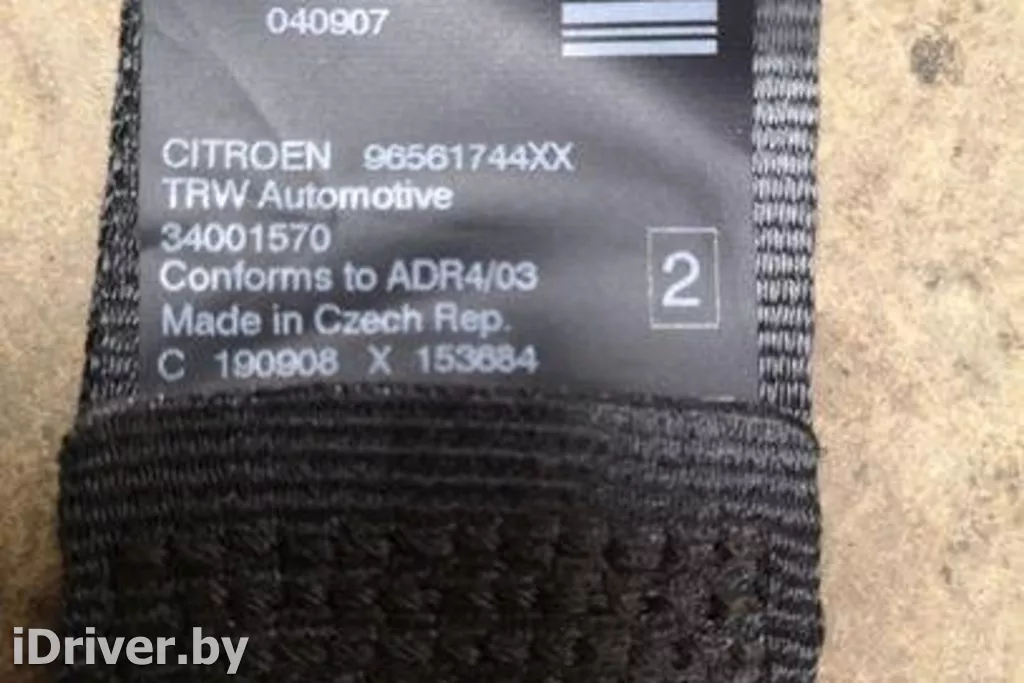 040907
CITROEN 96561744XX
TRW Automotive
34001570
Conforms to ADR4/03
2
Made in Czech Rep.
C 190908 X 153684
iDriver.by